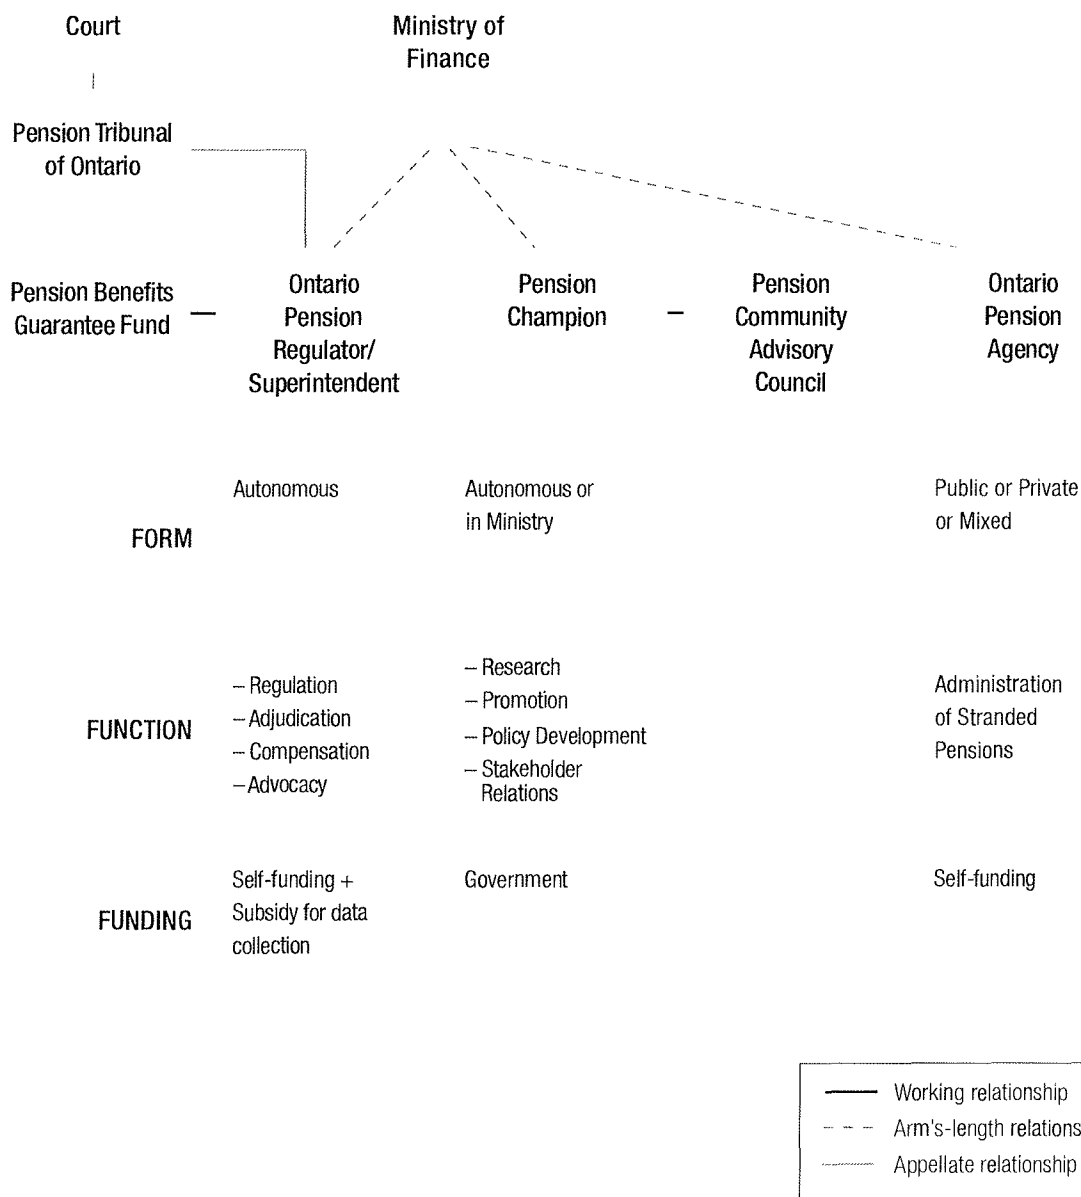 Court
Ministry of
Finance
Pension Tribunal
of Ontario
Pension Benefits
Guarantee Fund
Ontario
Pension
Regulator/
Superintendent
Pension
Champion
Pension
Community
Advisory
Council
Ontario
Pension
Agency
FORM
Autonomous
Autonomous or
in Ministry
Public or Private
or Mixed
FUNCTION
– Regulation
– Adjudication
– Compensation
– Advocacy
– Research
– Promotion
– Policy Development
– Stakeholder
Relations
Administration
of Stranded
Pensions
FUNDING
Self-funding +
Subsidy for data
collection
Government
Self-funding
Working relationship
Arm's-length relations
Appellate relationship